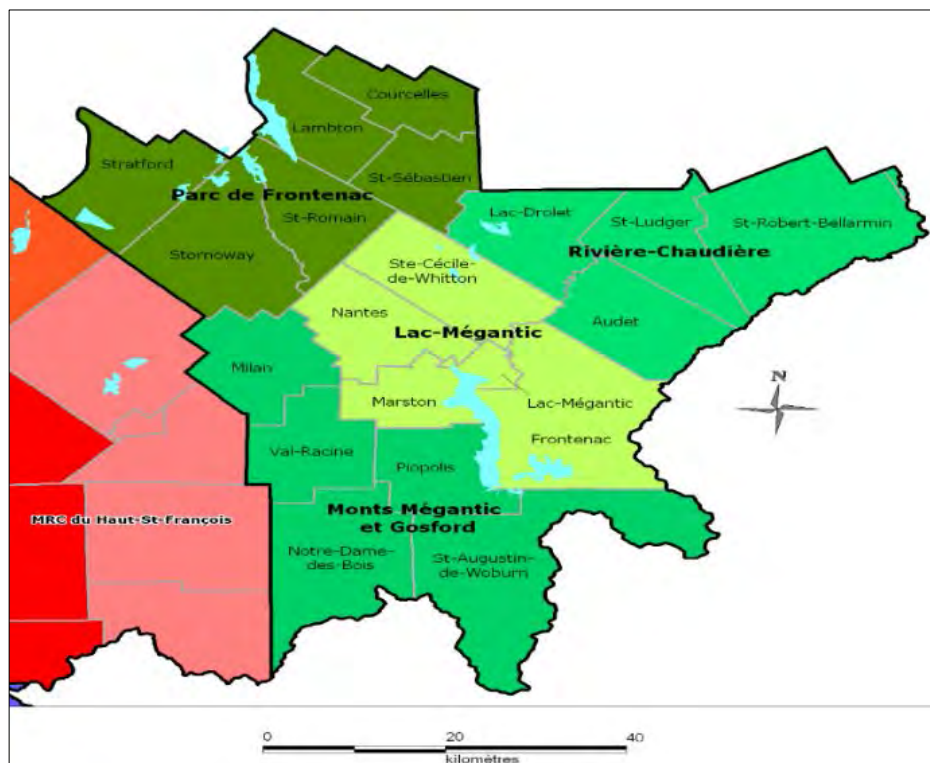 Courcelles
Lambton
Stratford
St-Sébastien
Parc de Frontenac
St-Romain
Stornoway
Lac-Drolet
St-Ludger
St-Robert-Bellarmin
Rivière-Chaudière
Ste-Cécile-
de-Whitton
Nantes
Lac-Mégantic
Audet
Milan
Marston
Lac-Mégantic
N
Frontenac
Val-Racine
Piopolis
Monts Mégantic
et Gosford
MRC du Haut-St-François
Notre-Dame-
des-Bois
St-Augustin-
de-Woburn
0 20 40
kilomètres